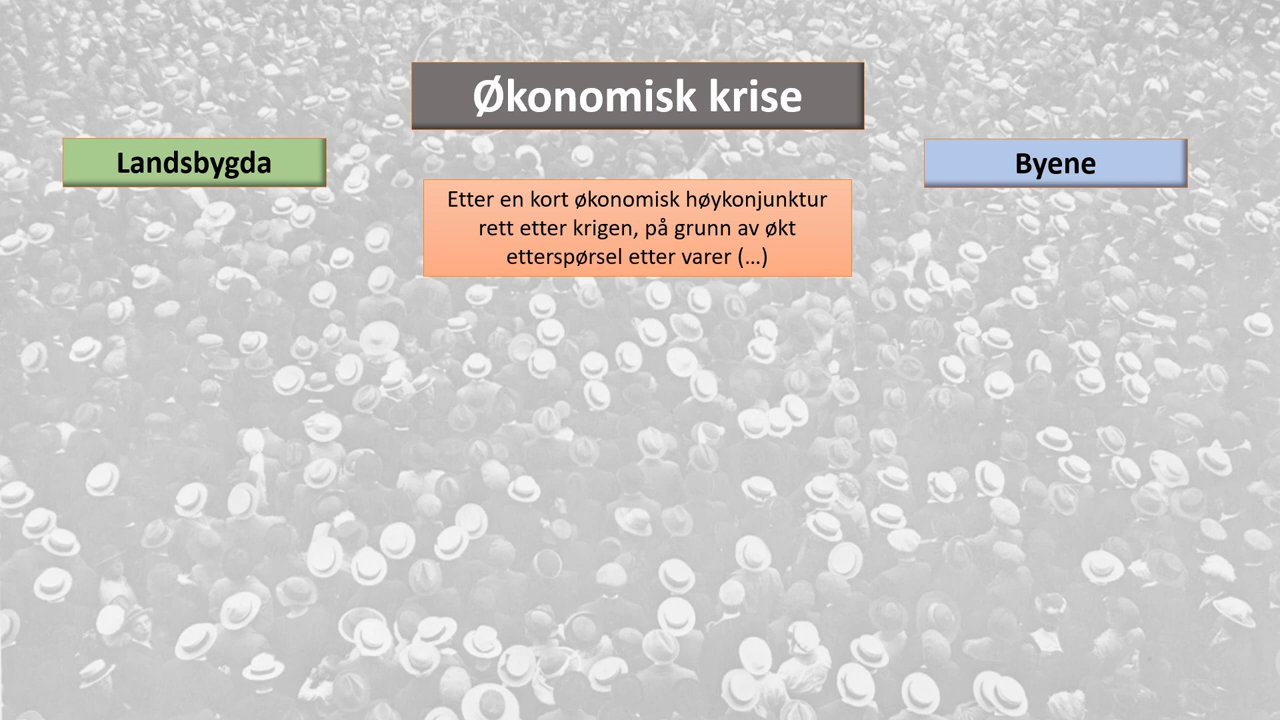 Økonomisk krise
Landsbygda
Byene
Etter en kort økonomisk høykonjunktur
rett etter krigen, på grunn av økt
etterspørsel etter varer (…)